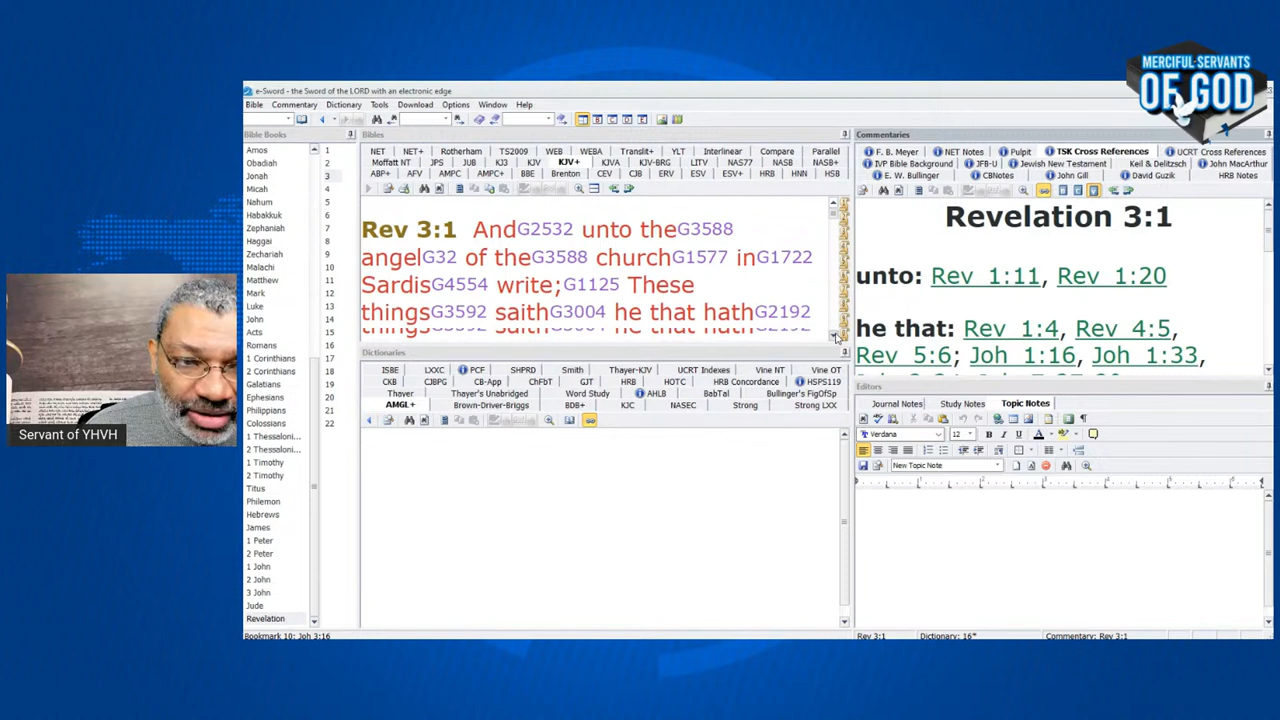 MERCIFUL-SERVANTS
OF GOD
e-Sword - the Sword of the LORD with an electronic edge
Bible Commentary Dictionary Tools Download Options Window Help
Bible Books
Amos
Obadiah
Jonah
Micah
Nahum
Habakkuk
Zephaniah
Haggai
Zechariah
Malachi
Matthew
Mark
Luke
John
Acts
Romans
1 Corinthians
2 Corinthians
Galatians
Ephesians
Philippians
Colossians
1 Thessaloni...
2 Thessaloni...
1 Timothy
2 Timothy
Titus
Philemon
Hebrews
James
1 Peter
2 Peter
1 John
2 John
3 John
Jude
Revelation
1
2
3
4
5
6
7
8
9
10
11
12
13
14
15
16
17
18
19
20
21
22
Bibles
NET NET+ Rotherham TS2009 WEB WEBA Translit+ YLT Interlinear Compare Parallel
Moffatt NT JPS JUB KJ3 KJV KJV+ KJVA KJV-BRG LITV NAS77 NASB NASB+
ABP+ AFV AMPC AMPC+ BBE Brenton CEV CJB ERV ESV ESV+ HRB HNN HSB
Rev 3:1 AndG2532 unto theG3588
angelG32 of theG3588 churchG1577 inG1722
SardisG4554 write;G1125 These
thingsG3592 saithG3004 he that hathG2192
thingsG3592 saithG3004 he that hathG2192
Dictionaries
ISBE LXXC PCF SHPRD Smith Thayer-KJV UCRT Indexes Vine NT Vine OT
CKB CJBPG CB-App ChFbT GJT HRB HOTC HRB Concordance HSPS119
Thayer Thayer's Unabridged Word Study AHLB BabTal Bullinger's FigOfSp
AMGL+ Brown-Driver-Briggs BDB+ KJC NASEC Strong Strong LXX
Commentaries
F. B. Meyer NET Notes Pulpit TSK Cross References UCRT Cross References
IVP Bible Background JFB-U Jewish New Testament Keil & Delitzsch John MacArthur
E. W. Bullinger CBNotes John Gill David Guzik HRB Notes
Revelation 3:1
unto: Rev 1:11, Rev 1:20
he that: Rev 1:4, Rev 4:5,
Rev 5:6; Joh 1:16, Joh 1:33,
Editors
Journal Notes Study Notes Topic Notes
Verdana 12 B I U A
New Topic Note
1 2 3 4 5 6
Servant of YHVH
Bookmark 10: Joh 3:16
Rev 3:1 Dictionary: 16* Commentary: Rev 3:1